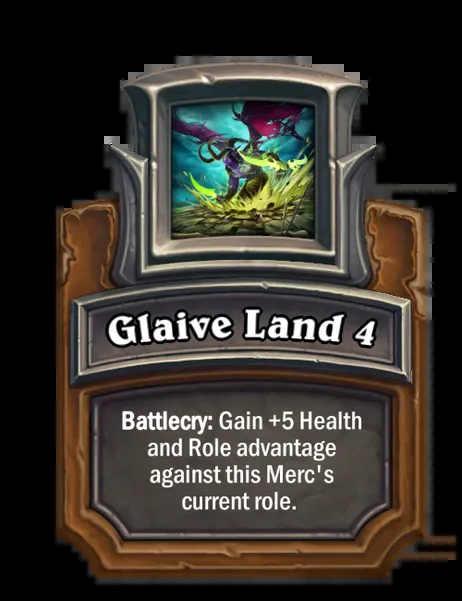 Glaive Land 4
Battlecry: Gain +5 Health
and Role advantage
against this Merc's
current role.